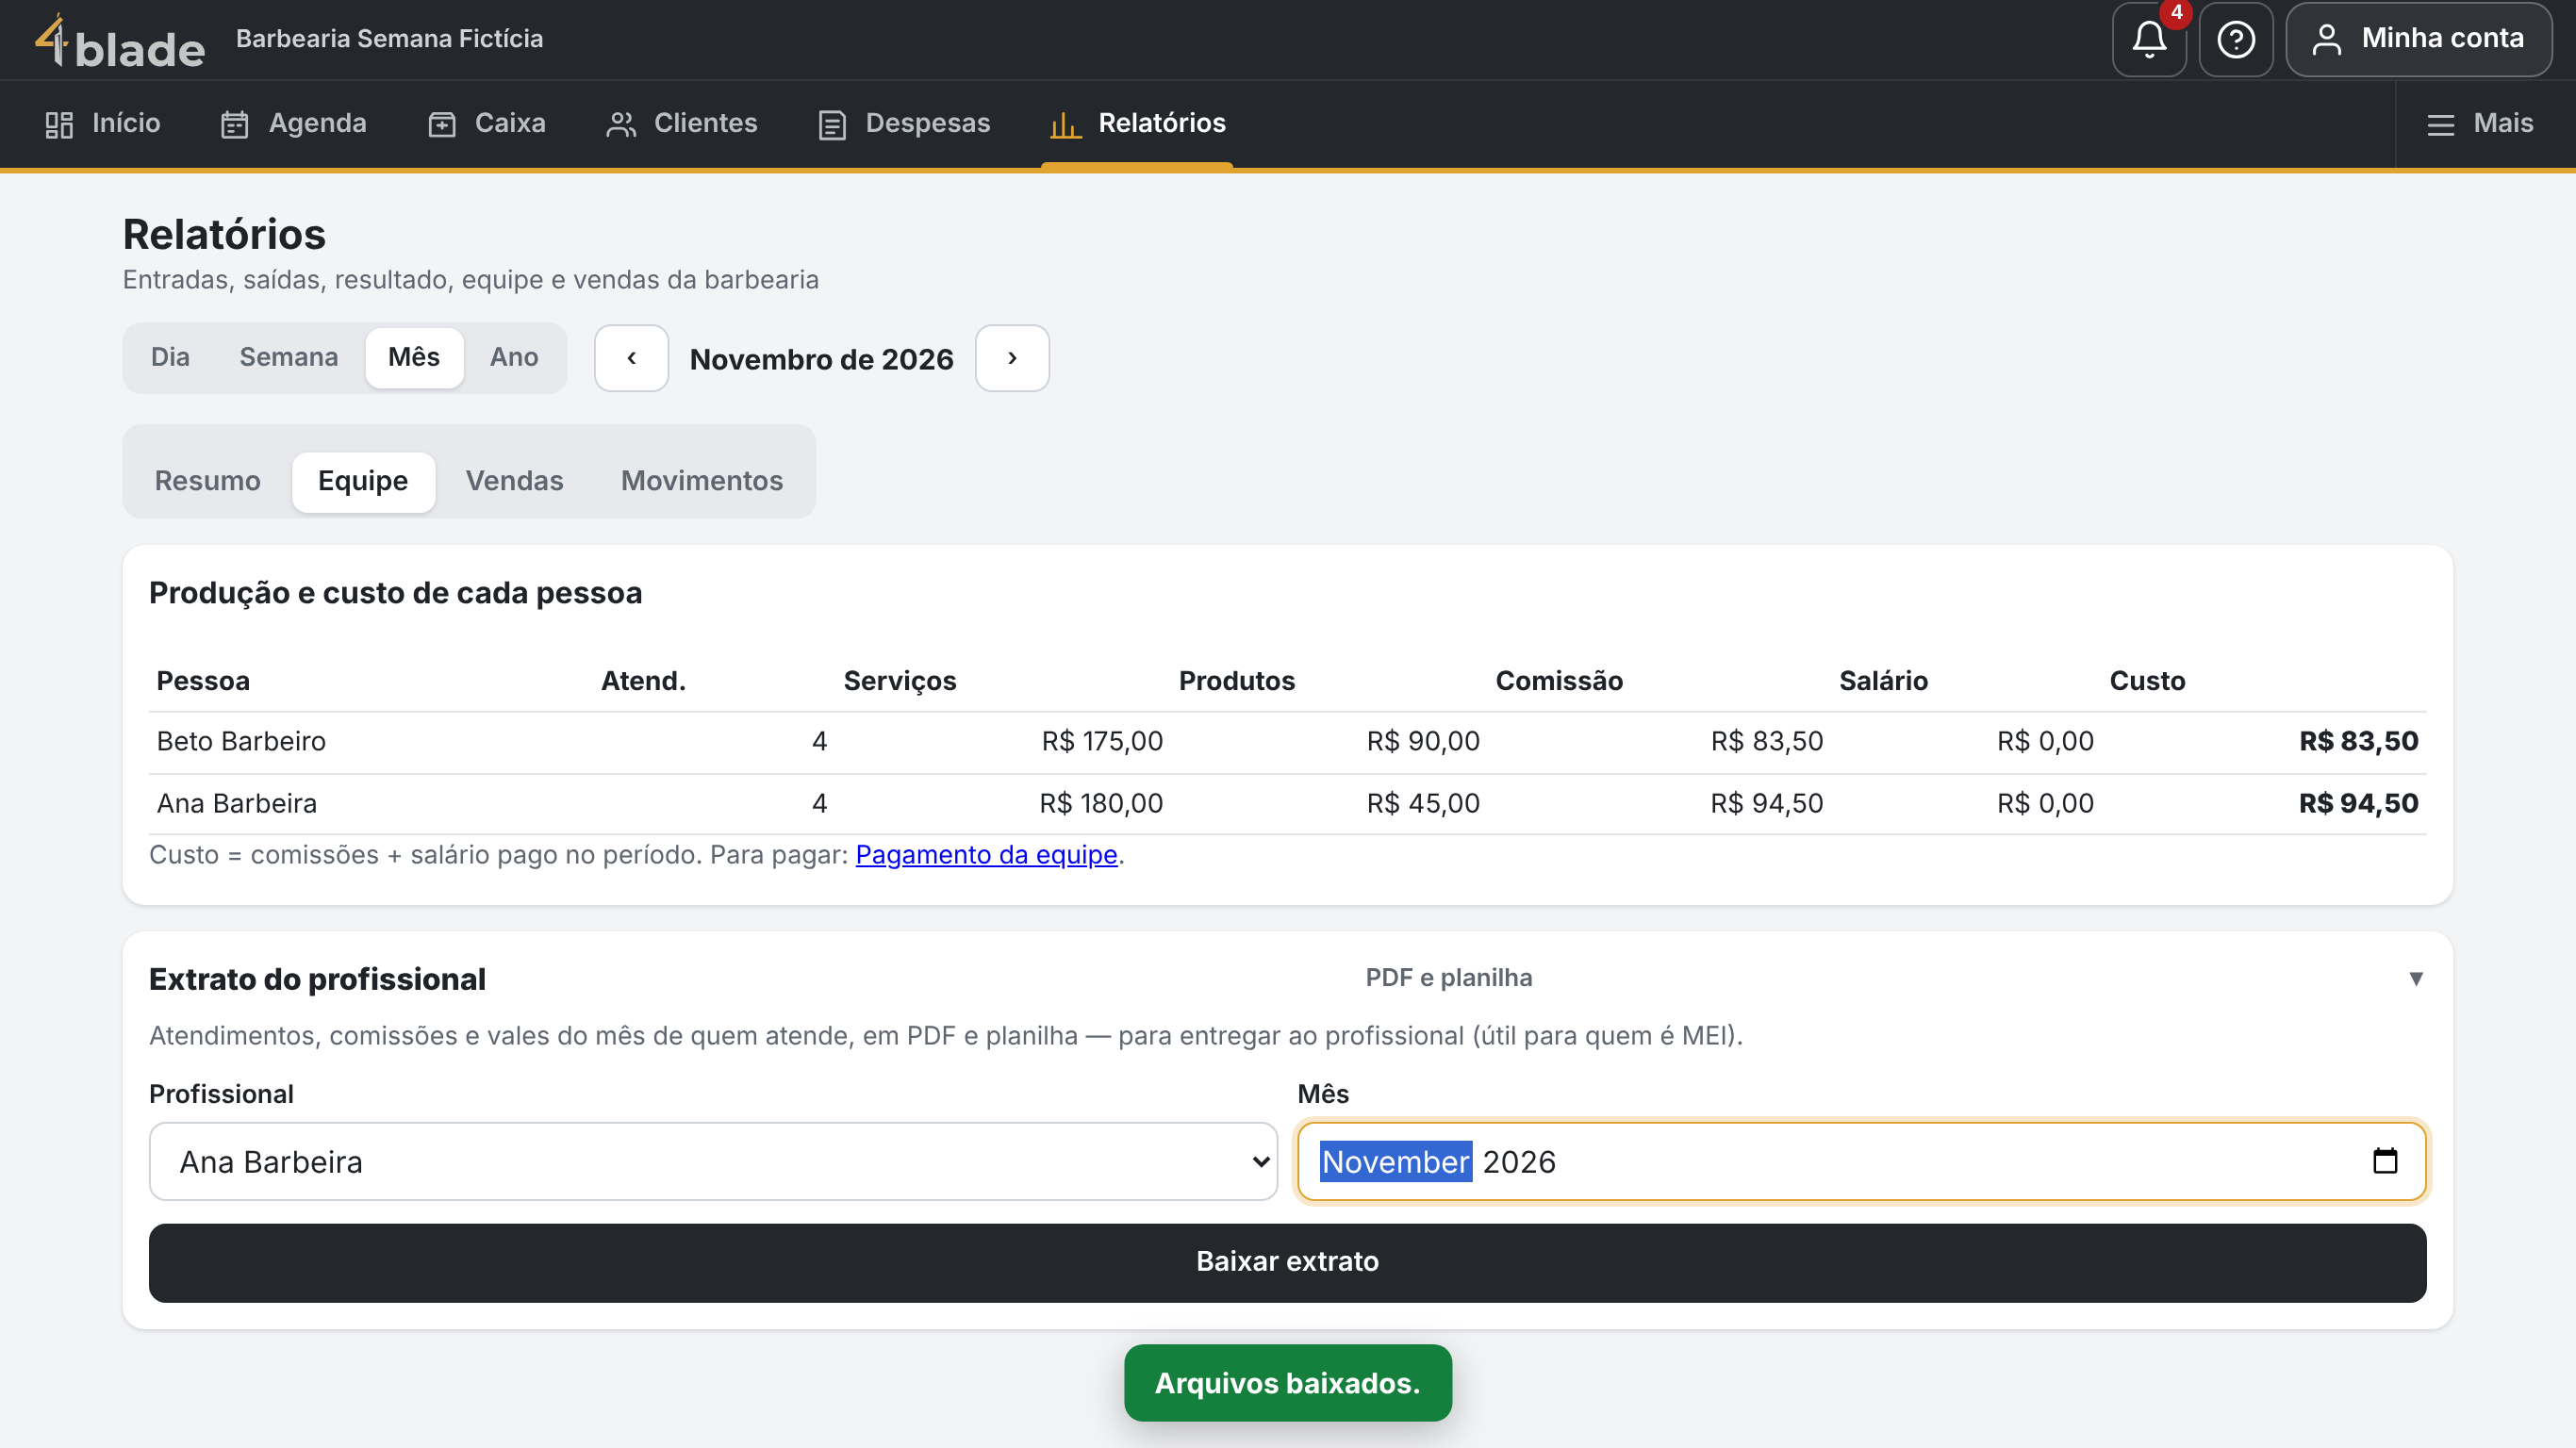 4blade Barbearia Semana Fictícia 4 Minha conta
Início Agenda Caixa Clientes Despesas Relatórios Mais
Relatórios
Entradas, saídas, resultado, equipe e vendas da barbearia
Dia Semana Mês Ano ‹ Novembro de 2026 ›
Resumo Equipe Vendas Movimentos
Produção e custo de cada pessoa
Pessoa Atend. Serviços Produtos Comissão Salário Custo
Beto Barbeiro 4 R$ 175,00 R$ 90,00 R$ 83,50 R$ 0,00 R$ 83,50
Ana Barbeira 4 R$ 180,00 R$ 45,00 R$ 94,50 R$ 0,00 R$ 94,50
Custo = comissões + salário pago no período. Para pagar: Pagamento da equipe.
Extrato do profissional PDF e planilha ▼
Atendimentos, comissões e vales do mês de quem atende, em PDF e planilha — para entregar ao profissional (útil para quem é MEI).
Profissional Mês
Ana Barbeira November 2026
Baixar extrato
Arquivos baixados.